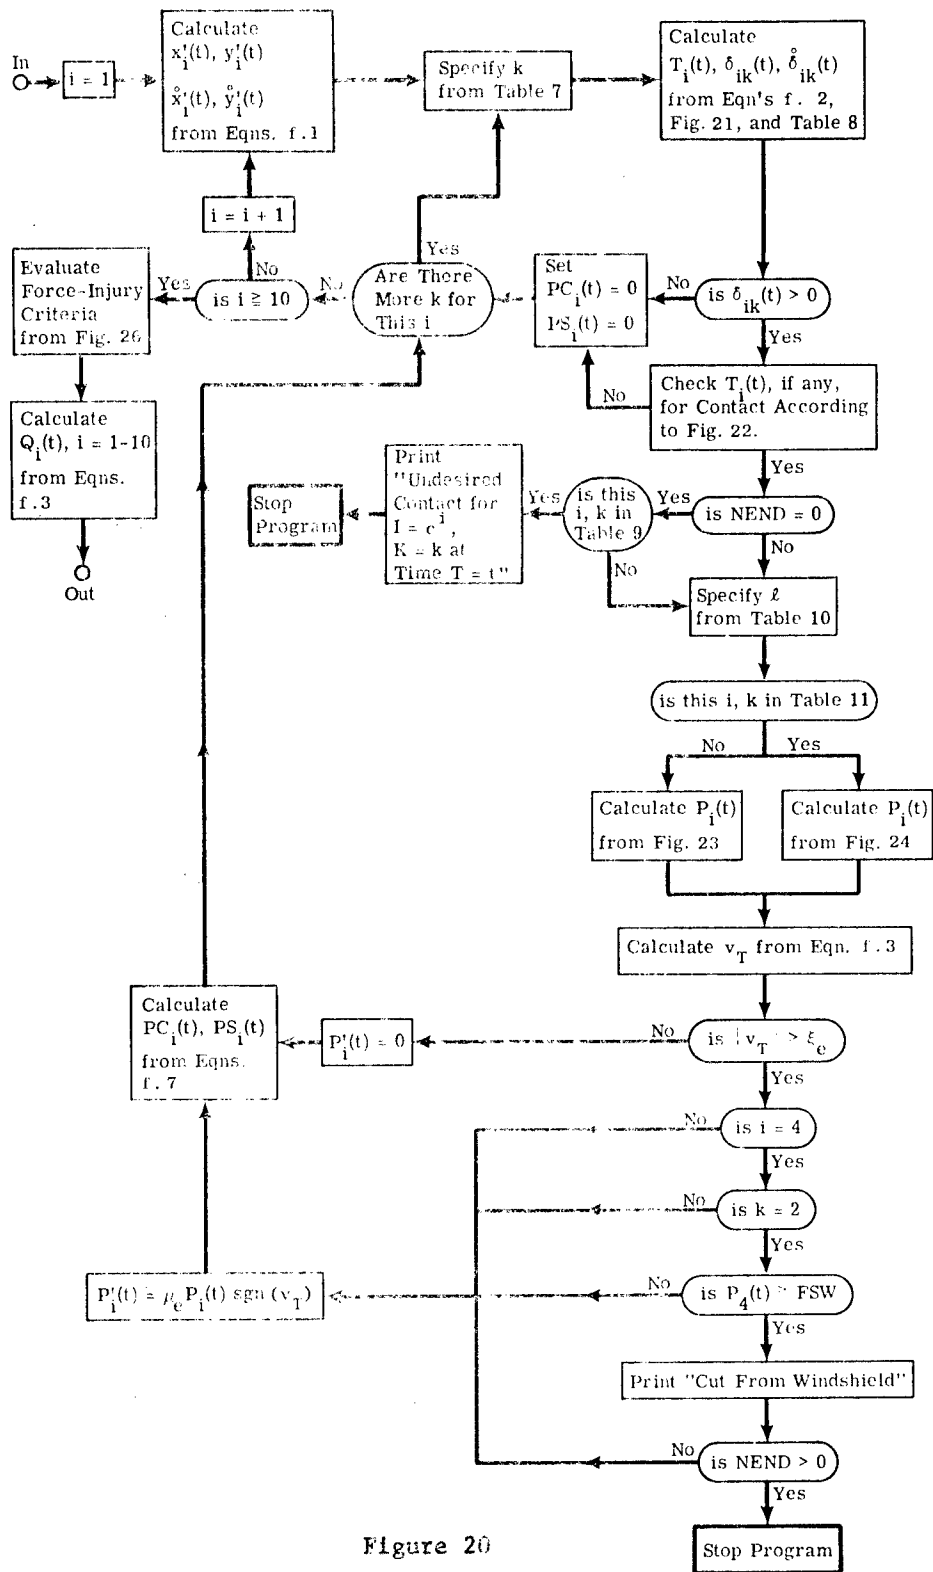 In
i = 1
Calculate
x'i(t), y'i(t)
x̊'i(t), ẙ'i(t)
from Eqns. f.1
Specify k
from Table 7
Calculate
Ti(t), δik(t), δ̊ik(t)
from Eqn's f. 2,
Fig. 21, and Table 8
i = i + 1
No
is i ≧ 10
Yes
Evaluate
Force-Injury
Criteria
from Fig. 26
Calculate
Qi(t), i = 1-10
from Eqns.
f.3
Out
Yes
Are There
More k for
This i
No
Set
PCi(t) = 0
PSi(t) = 0
No
is δik(t) > 0
Yes
Check Ti(t), if any,
for Contact According
to Fig. 22.
No
Yes
is NEND = 0
Yes
No
is this
i, k in
Table 9
Yes
No
Print
"Undesired
Contact for
I = c i,
K = k at
Time T = t"
Stop
Program
Specify ℓ
from Table 10
is this i, k in Table 11
No
Yes
Calculate Pi(t)
from Fig. 23
Calculate Pi(t)
from Fig. 24
Calculate vT from Eqn. f.3
is |vT| > ξe
No
Yes
P'i(t) = 0
Calculate
PCi(t), PSi(t)
from Eqns.
f.7
is i = 4
No
Yes
is k = 2
No
Yes
is P4(t) FSW
No
Yes
P'i(t) = μe Pi(t) sgn (vT)
Print "Cut From Windshield"
is NEND > 0
No
Yes
Stop Program
Figure 20